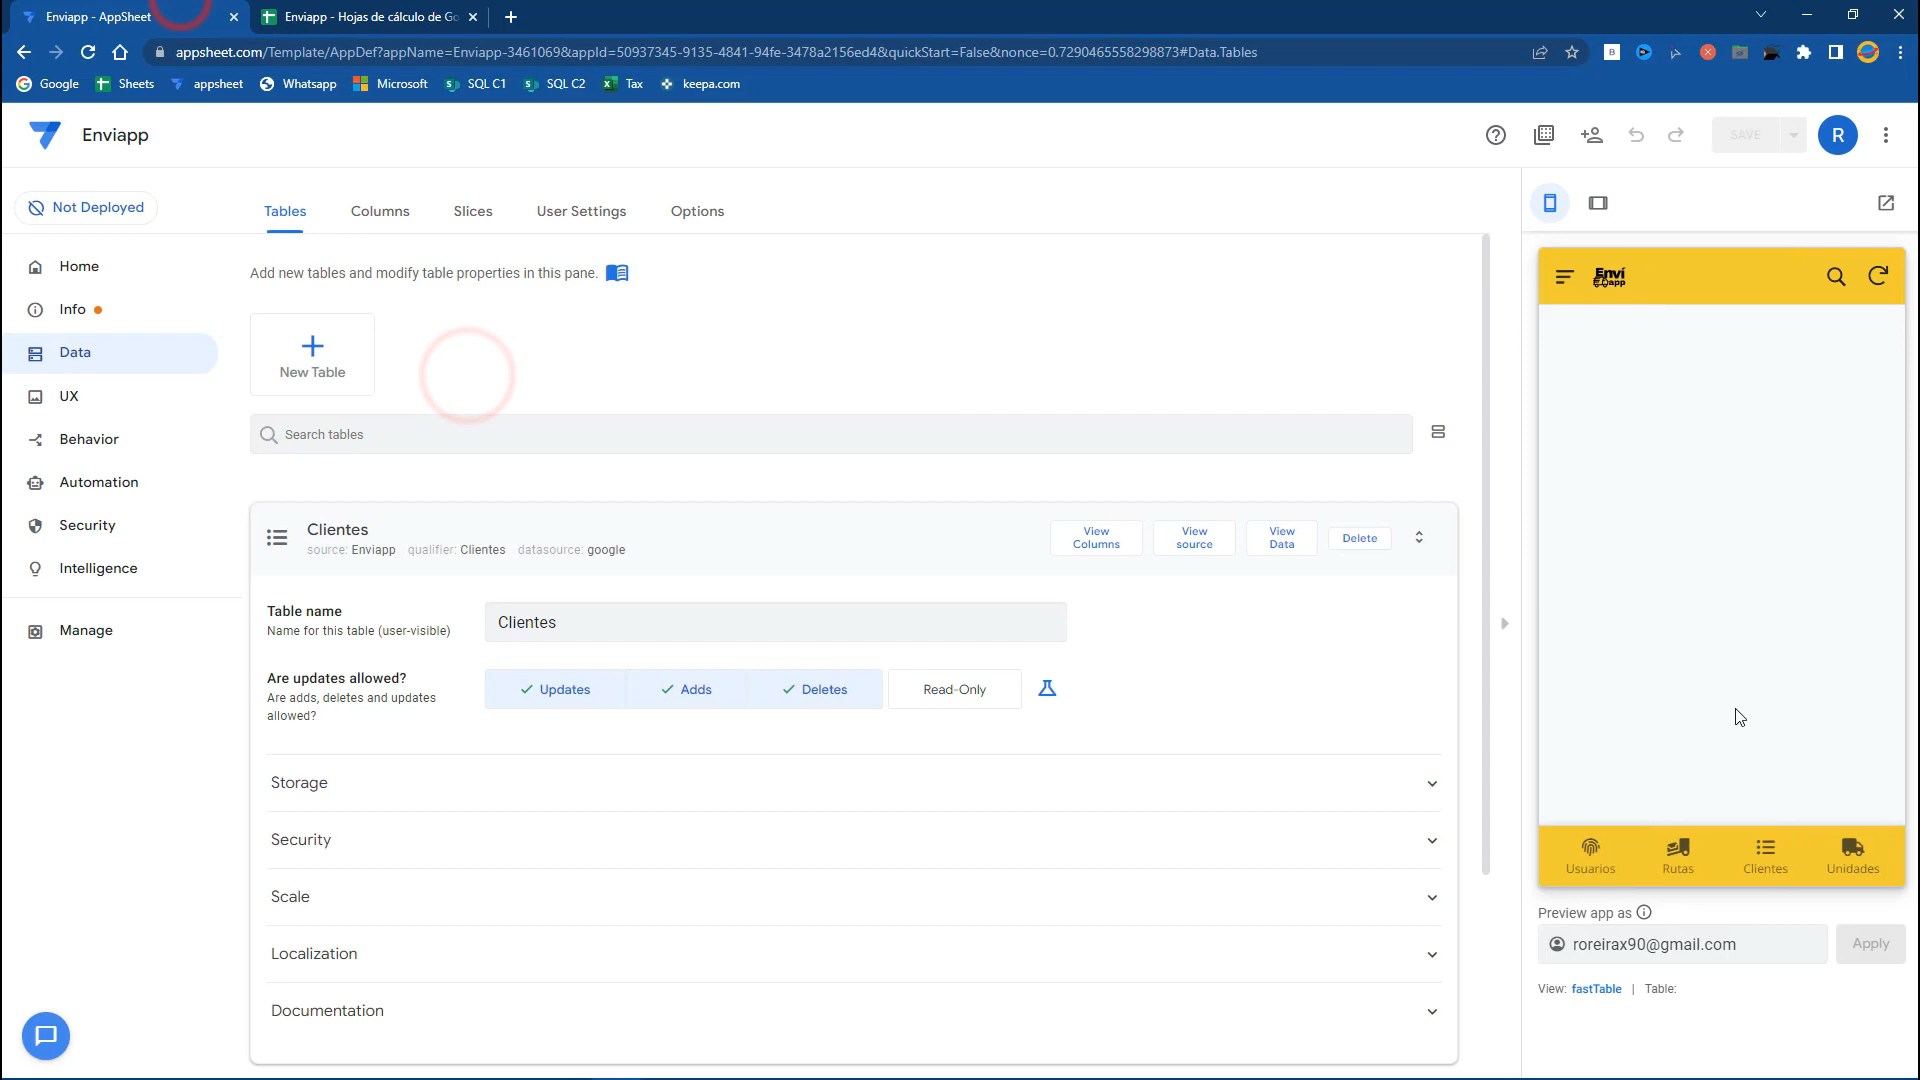 Enviapp - AppSheet
Enviapp - Hojas de cálculo de Go
appsheet.com/Template/AppDef?appName=Enviapp-3461069&appId=50937345-9135-4841-94fe-3478a2156ed4&quickStart=False&nonce=0.7290465558298873#Data.Tables
Google Sheets appsheet Whatsapp Microsoft SQL C1 SQL C2 Tax keepa.com
Enviapp
SAVE
R
Not Deployed
Tables Columns Slices User Settings Options
Home
Info
Data
UX
Behavior
Automation
Security
Intelligence
Manage
Add new tables and modify table properties in this pane.
New Table
Search tables
Clientes
source: Enviapp qualifier: Clientes datasource: google
View Columns
View source
View Data
Delete
Table name
Name for this table (user-visible)
Clientes
Are updates allowed?
Are adds, deletes and updates
allowed?
Updates Adds Deletes Read-Only
Storage
Security
Scale
Localization
Documentation
Enví
app
Usuarios Rutas Clientes Unidades
Preview app as
roreirax90@gmail.com
Apply
View: fastTable | Table: